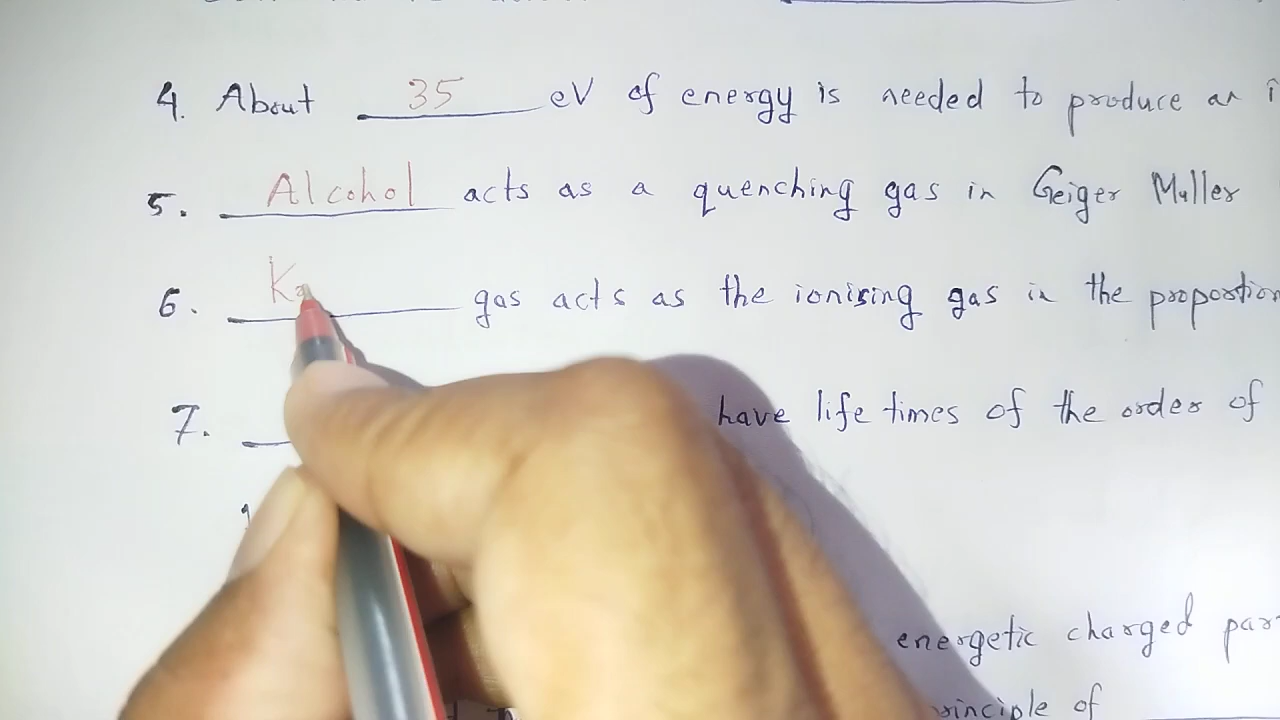 4. About 35 eV of energy is needed to produce an i
5. Alcohol acts as a quenching gas in Geiger Muller
6. K gas acts as the ionising gas in the proportion
7. have life times of the order of
energetic charged par
principle of